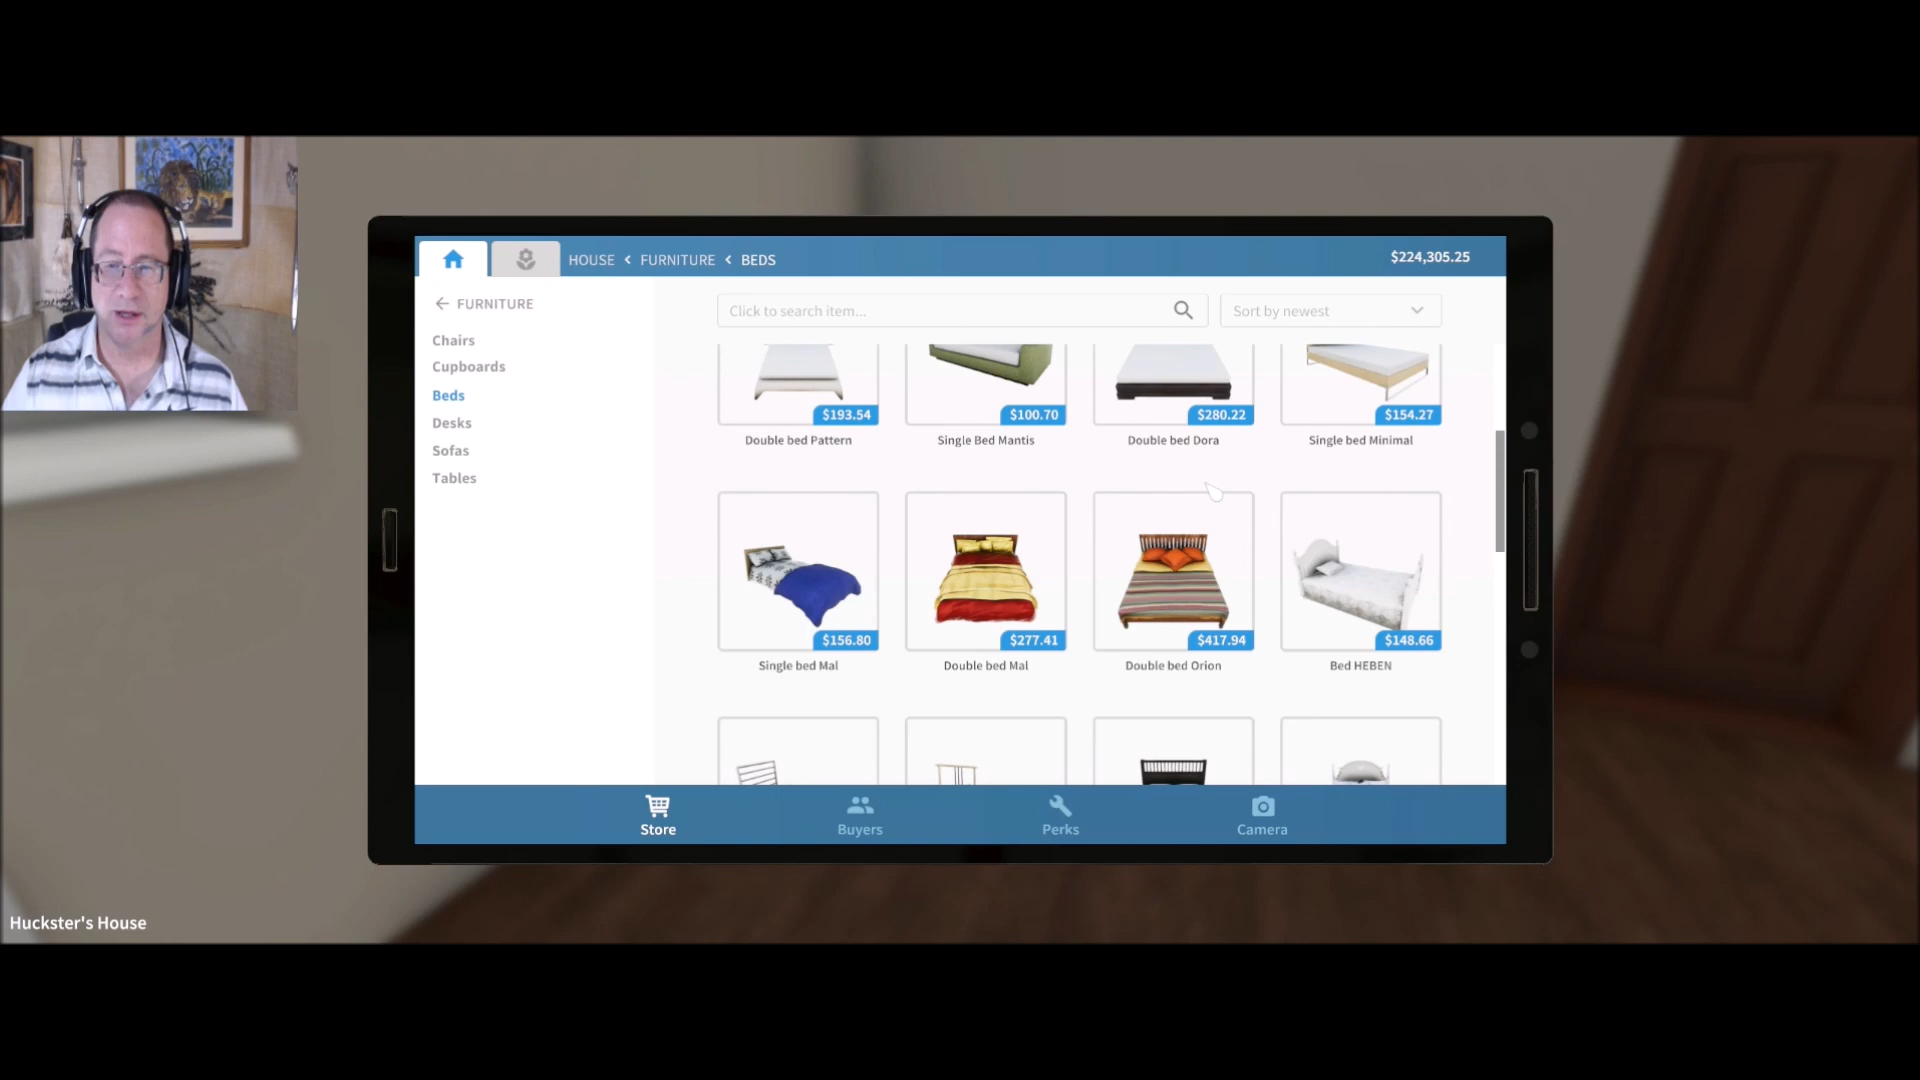 HOUSE < FURNITURE < BEDS
$224,305.25
FURNITURE
Click to search item...
Sort by newest
Chairs
Cupboards
Beds
Desks
Sofas
Tables
$193.54 $100.70 $280.22 $154.27
Double bed Pattern Single Bed Mantis Double bed Dora Single bed Minimal
$156.80 $277.41 $417.94 $148.66
Single bed Mal Double bed Mal Double bed Orion Bed HEBEN
Store Buyers Perks Camera
Huckster's House